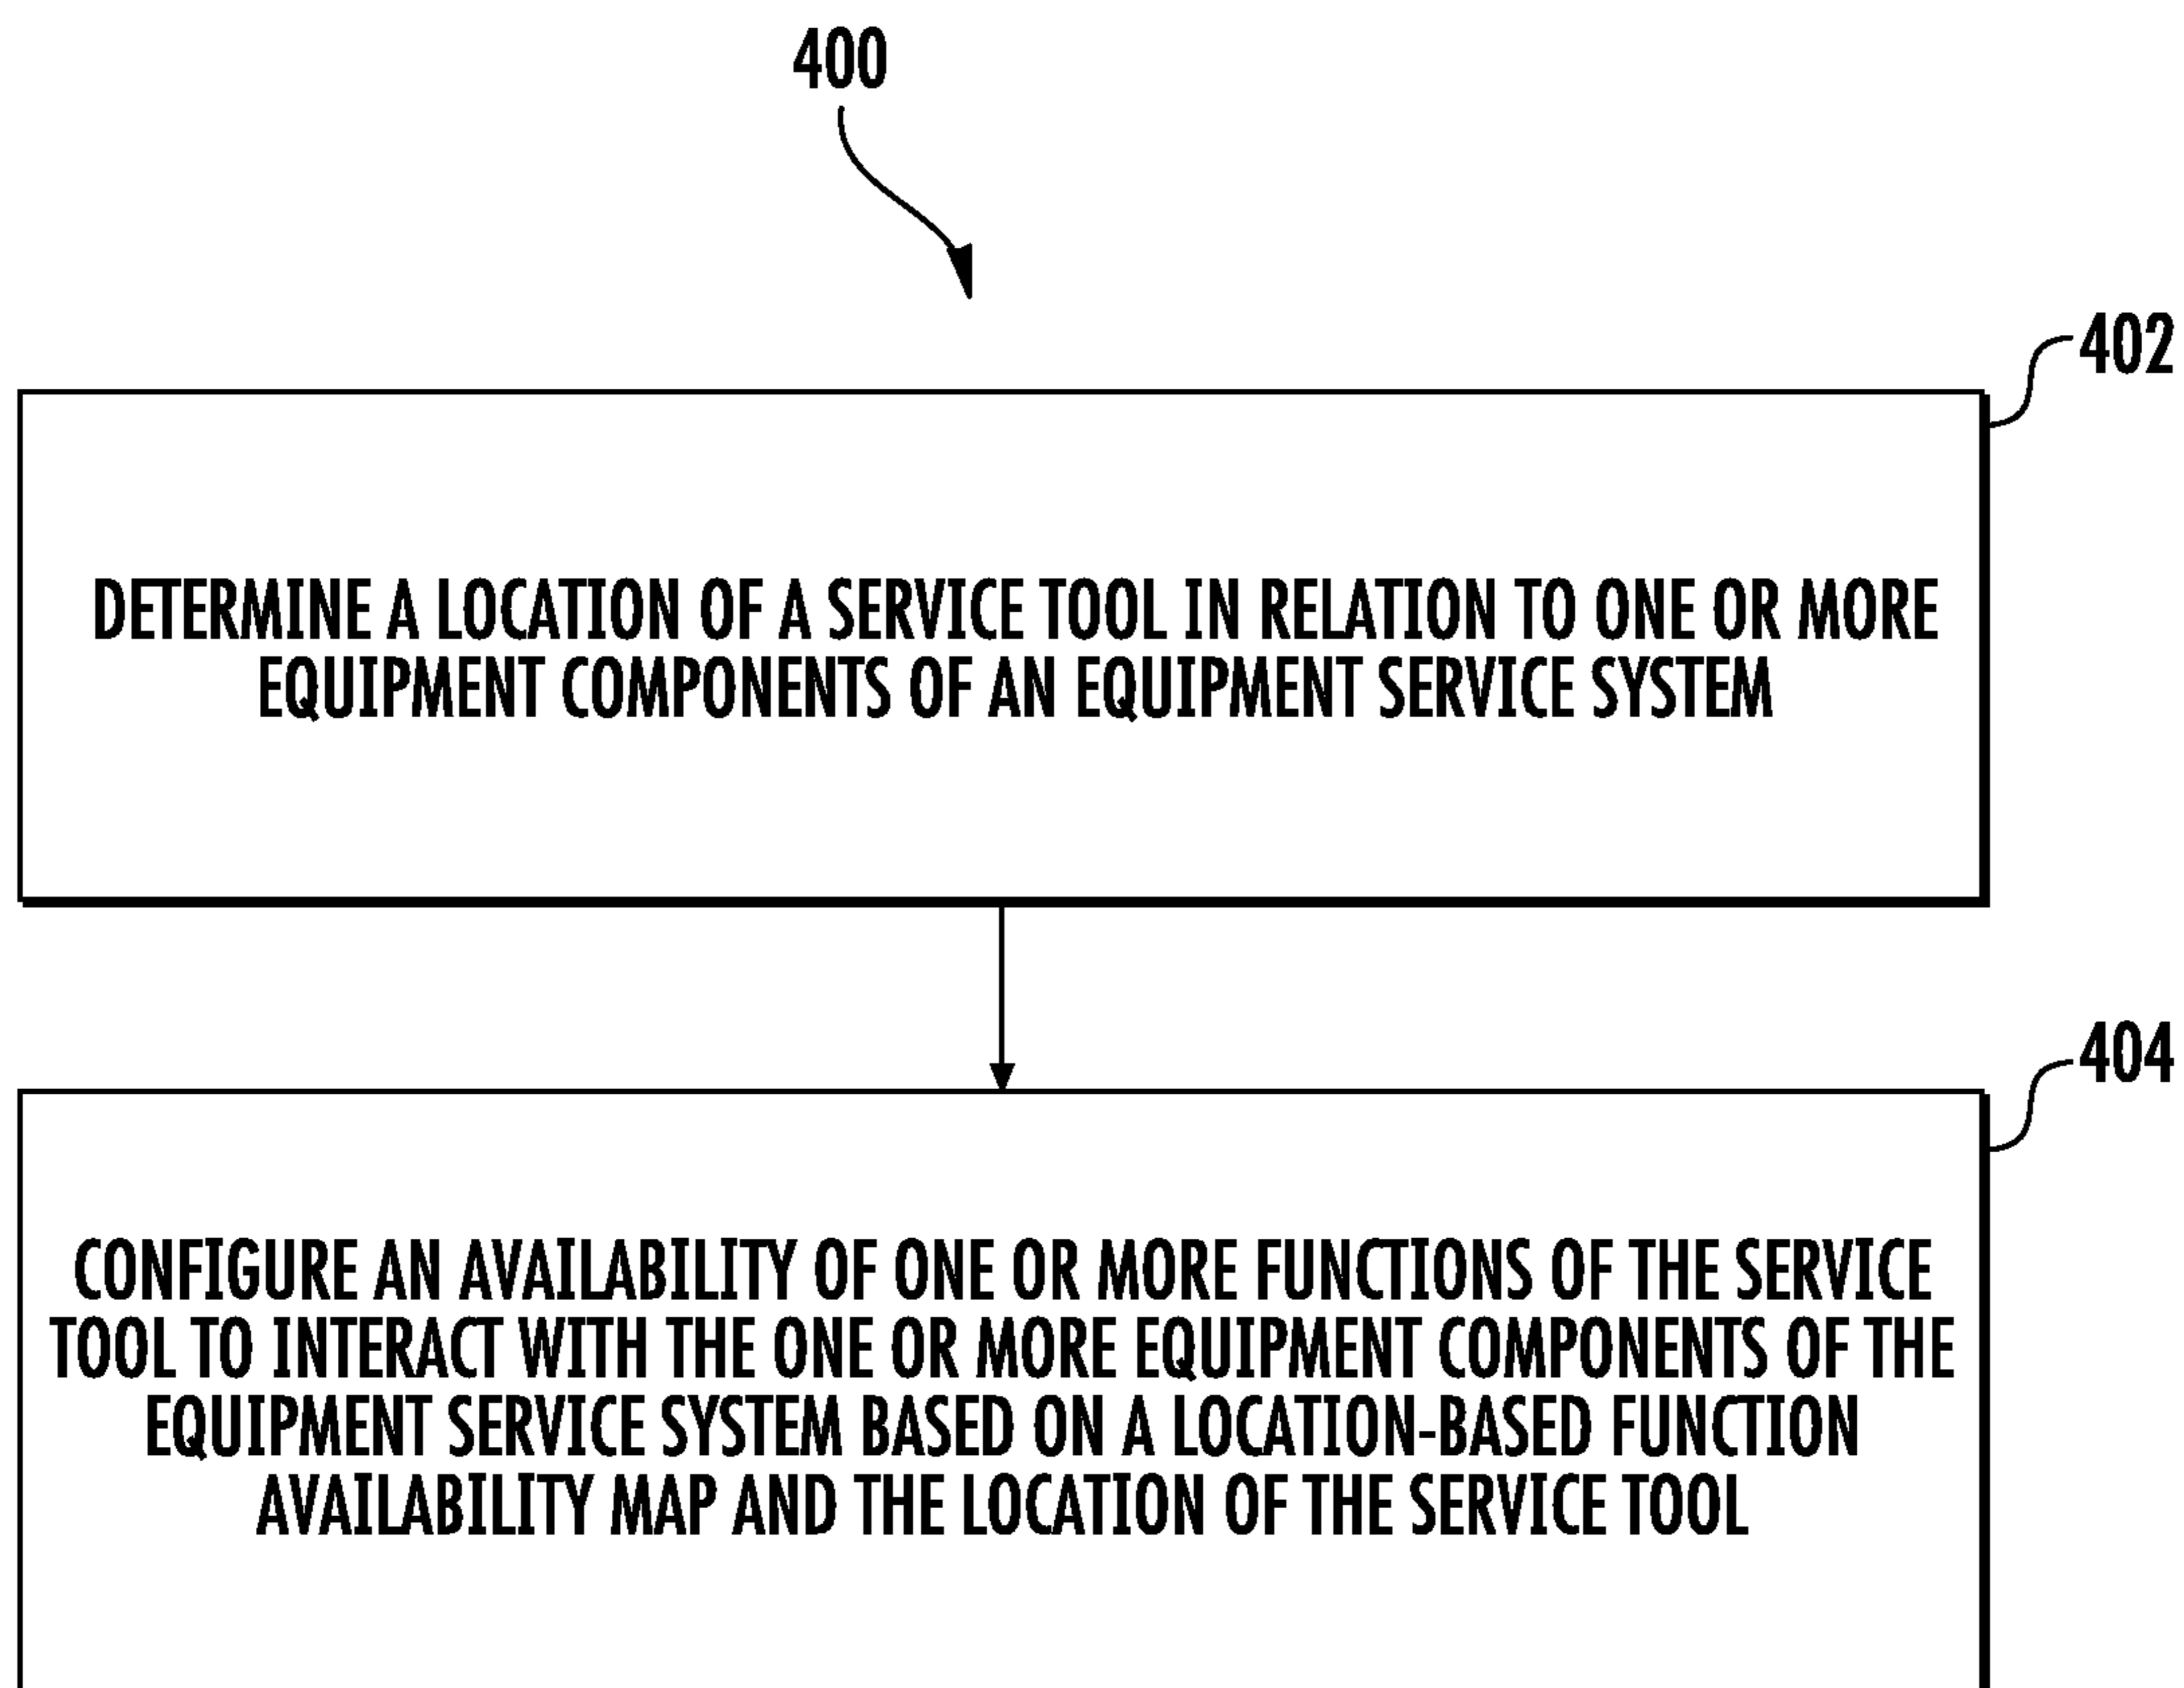 400
402
DETERMINE A LOCATION OF A SERVICE TOOL IN RELATION TO ONE OR MORE
EQUIPMENT COMPONENTS OF AN EQUIPMENT SERVICE SYSTEM
404
CONFIGURE AN AVAILABILITY OF ONE OR MORE FUNCTIONS OF THE SERVICE
TOOL TO INTERACT WITH THE ONE OR MORE EQUIPMENT COMPONENTS OF THE
EQUIPMENT SERVICE SYSTEM BASED ON A LOCATION-BASED FUNCTION
AVAILABILITY MAP AND THE LOCATION OF THE SERVICE TOOL